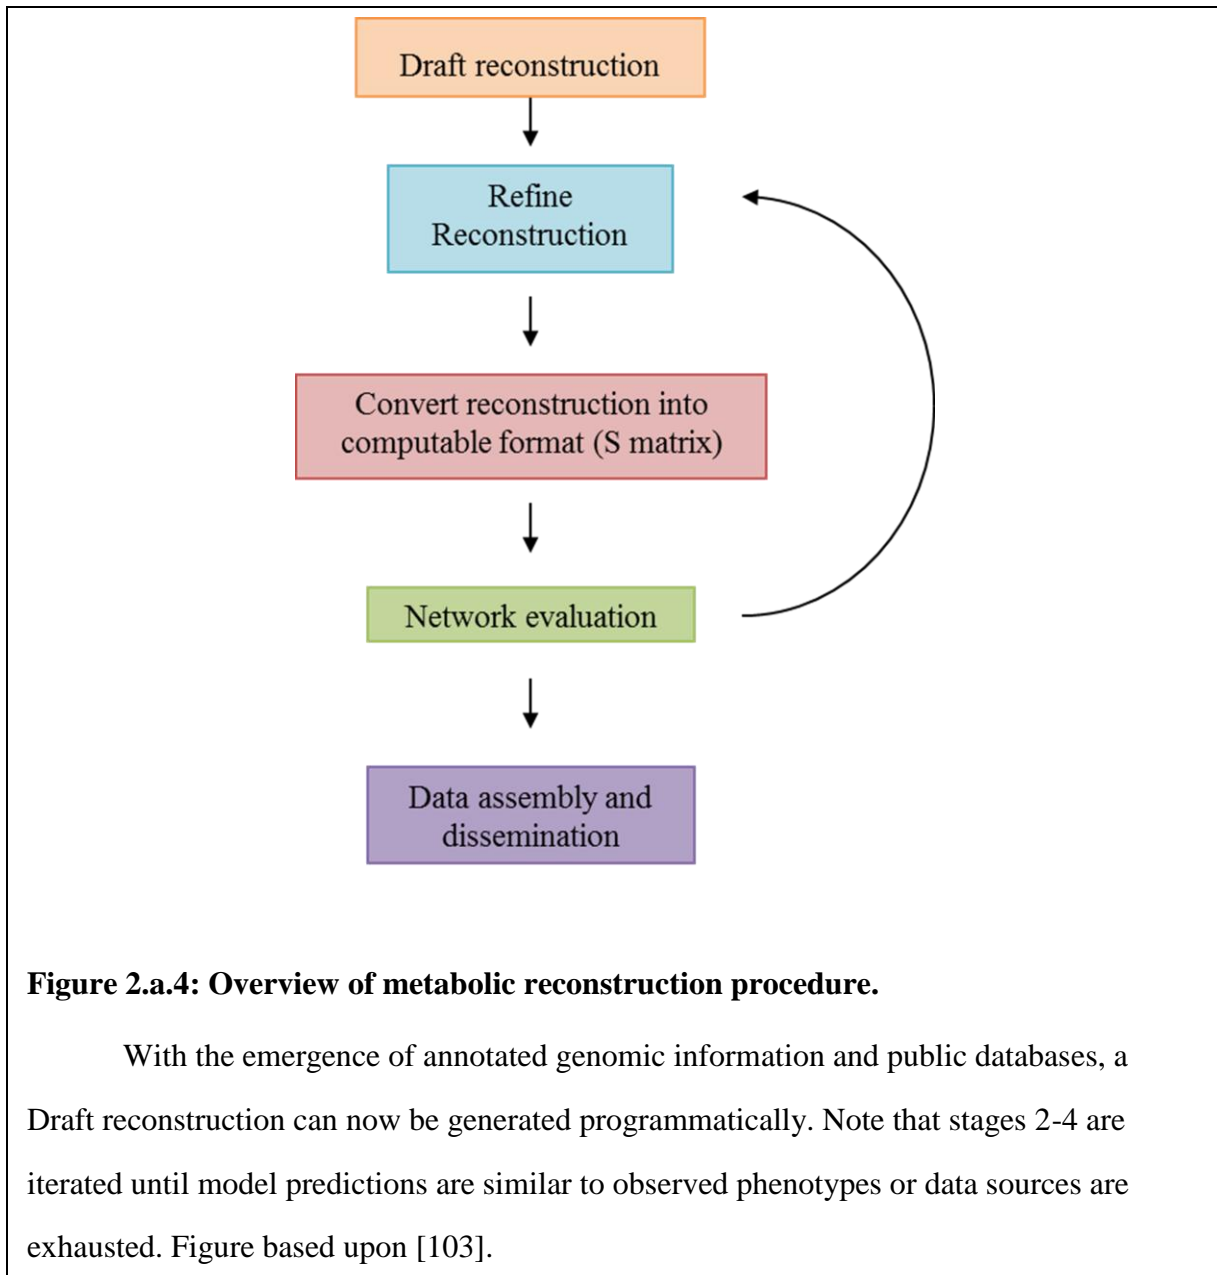 Draft reconstruction
Refine
Reconstruction
Convert reconstruction into
computable format (S matrix)
Network evaluation
Data assembly and
dissemination
Figure 2.a.4: Overview of metabolic reconstruction procedure.
With the emergence of annotated genomic information and public databases, a
Draft reconstruction can now be generated programmatically. Note that stages 2-4 are
iterated until model predictions are similar to observed phenotypes or data sources are
exhausted. Figure based upon [103].